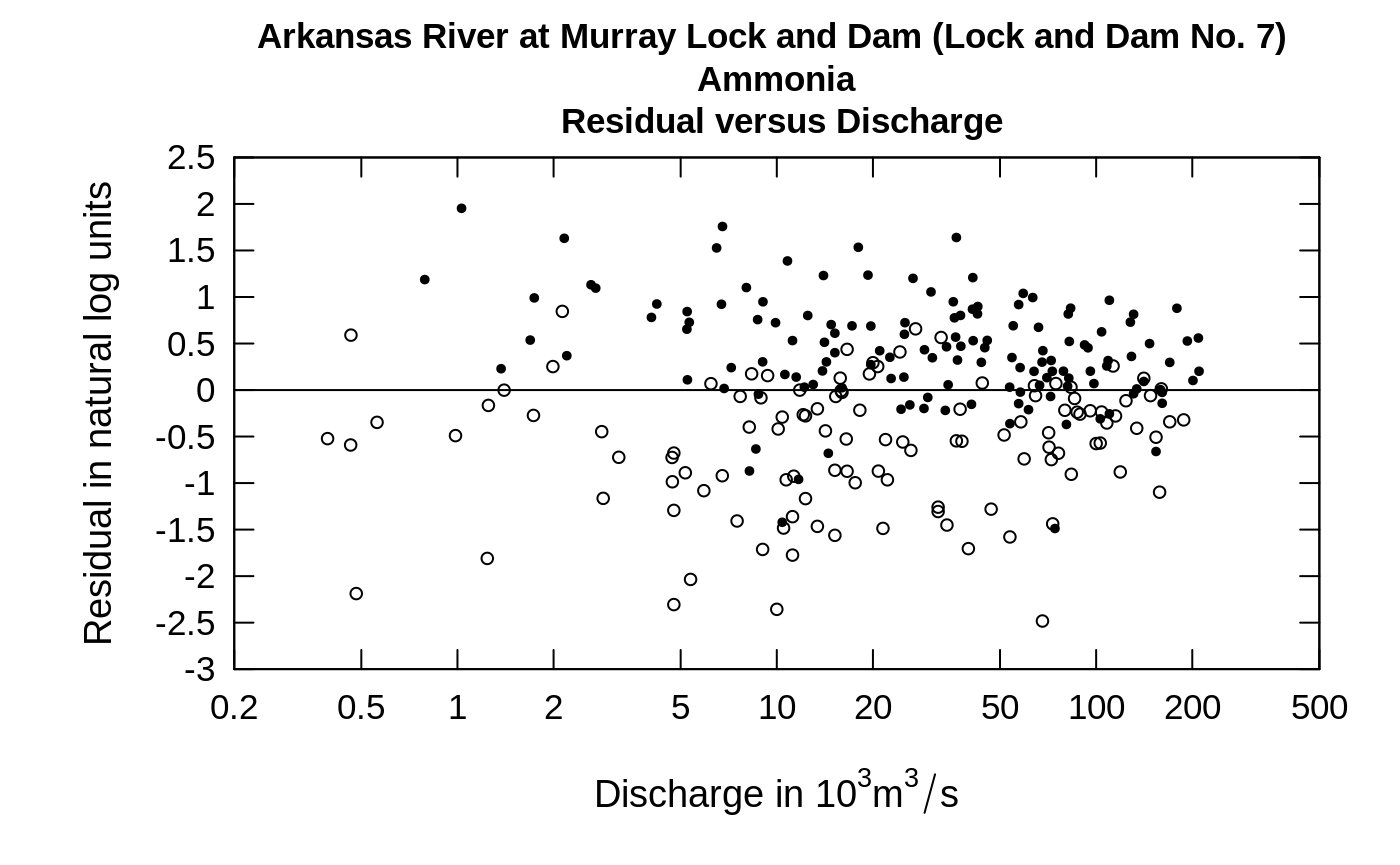 Arkansas River at Murray Lock and Dam (Lock and Dam No. 7)
Ammonia
Residual versus Discharge
Residual in natural log units
2.5
2
1.5
1
0.5
0
-0.5
-1
-1.5
-2
-2.5
-3
0.2 0.5 1 2 5 10 20 50 100 200 500
Discharge in 10³m³/s